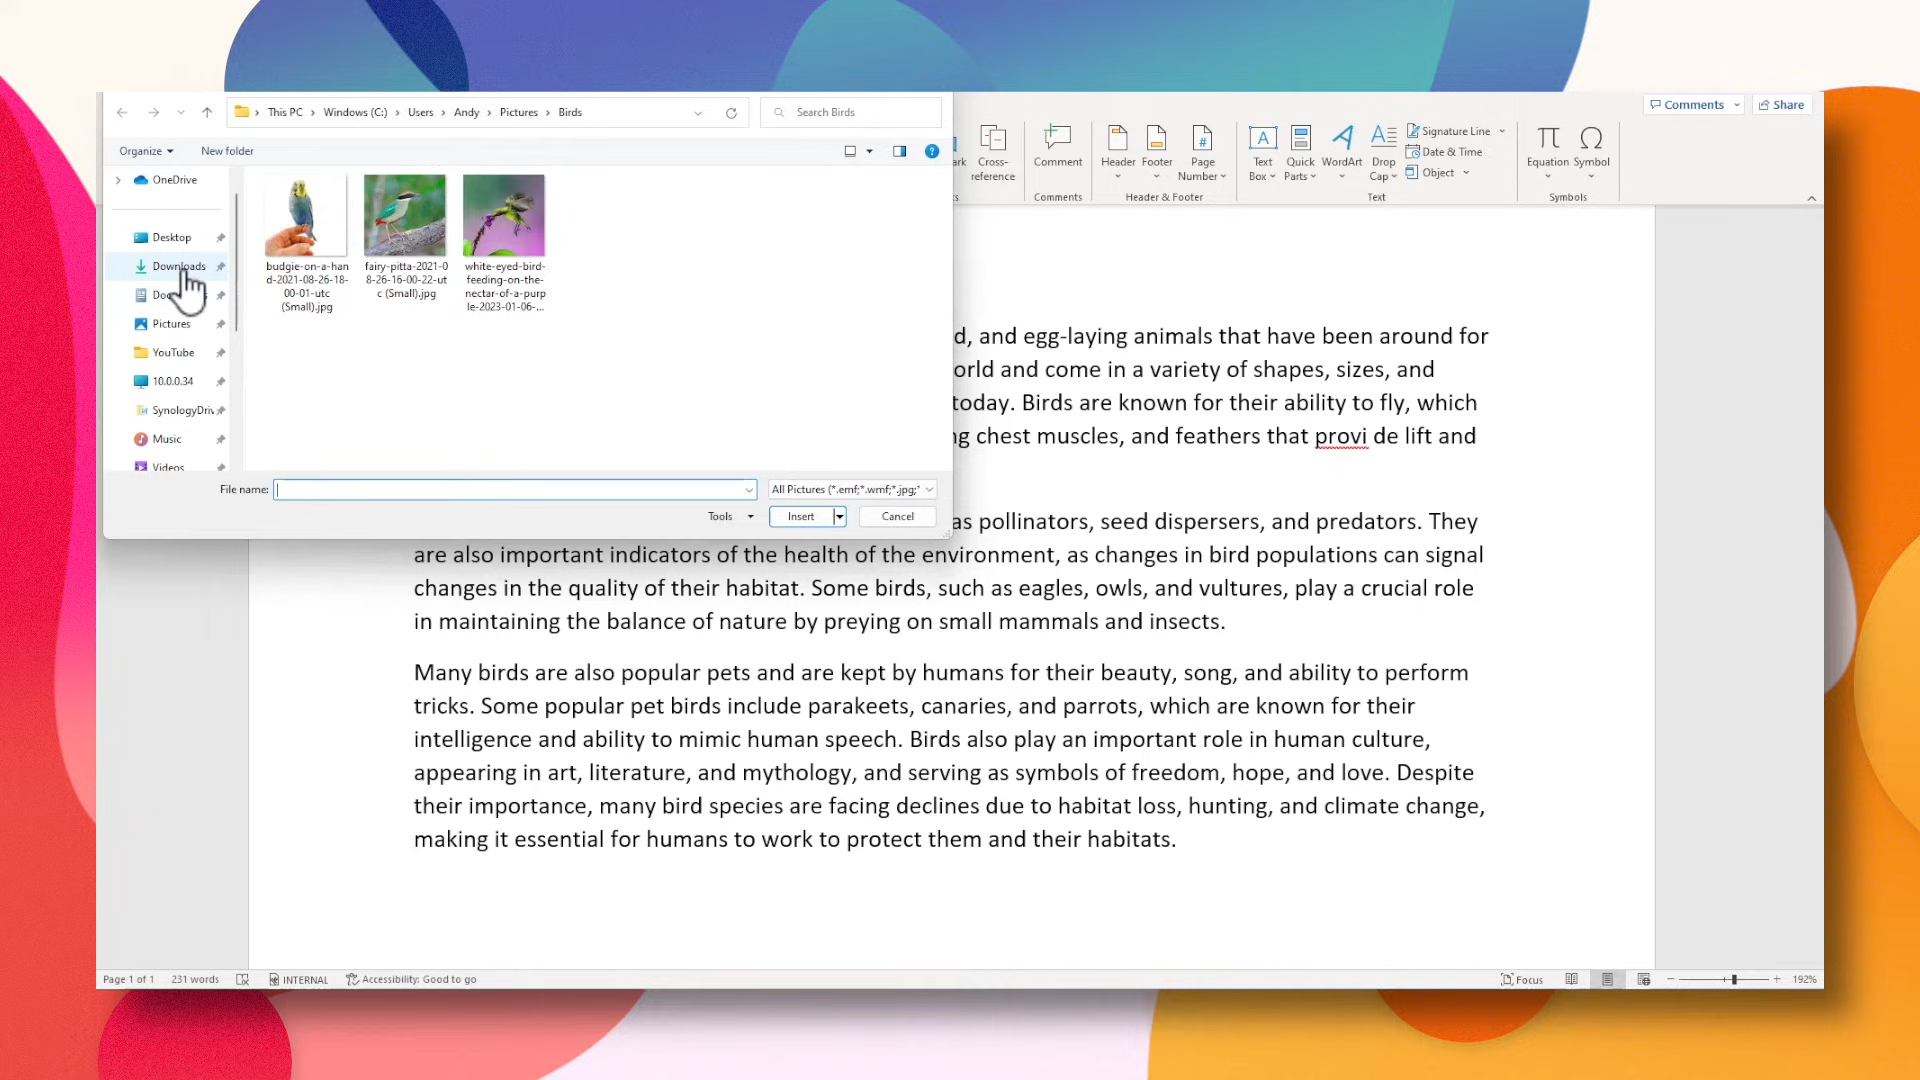 This PC > Windows (C:) > Users > Andy > Pictures > Birds
Search Birds
Organize
New folder
OneDrive
Desktop
Downloads
Pictures
YouTube
10.0.0.34
SynologyDriv
Music
Videos
budgie-on-a-han
d-2021-08-26-18-
00-01-utc
(Small).jpg
fairy-pitta-2021-0
8-26-16-00-22-ut
c (Small).jpg
white-eyed-bird-
feeding-on-the-
nectar-of-a-purp
le-2023-01-06-...
File name:
All Pictures (*.emf;*.wmf;*.jpg;*
Tools
Insert
Cancel
Comments
Share
Cross-
reference
Comment
Comments
Header
Footer
Page
Number
Header & Footer
Text
Box
Quick
Parts
WordArt
Drop
Cap
Signature Line
Date & Time
Object
Text
Equation
Symbol
Symbols
d, and egg-laying animals that have been around for
orld and come in a variety of shapes, sizes, and
today. Birds are known for their ability to fly, which
ng chest muscles, and feathers that provi de lift and
as pollinators, seed dispersers, and predators. They
are also important indicators of the health of the environment, as changes in bird populations can signal
changes in the quality of their habitat. Some birds, such as eagles, owls, and vultures, play a crucial role
in maintaining the balance of nature by preying on small mammals and insects.
Many birds are also popular pets and are kept by humans for their beauty, song, and ability to perform
tricks. Some popular pet birds include parakeets, canaries, and parrots, which are known for their
intelligence and ability to mimic human speech. Birds also play an important role in human culture,
appearing in art, literature, and mythology, and serving as symbols of freedom, hope, and love. Despite
their importance, many bird species are facing declines due to habitat loss, hunting, and climate change,
making it essential for humans to work to protect them and their habitats.
Page 1 of 1
231 words
INTERNAL
Accessibility: Good to go
Focus
192%